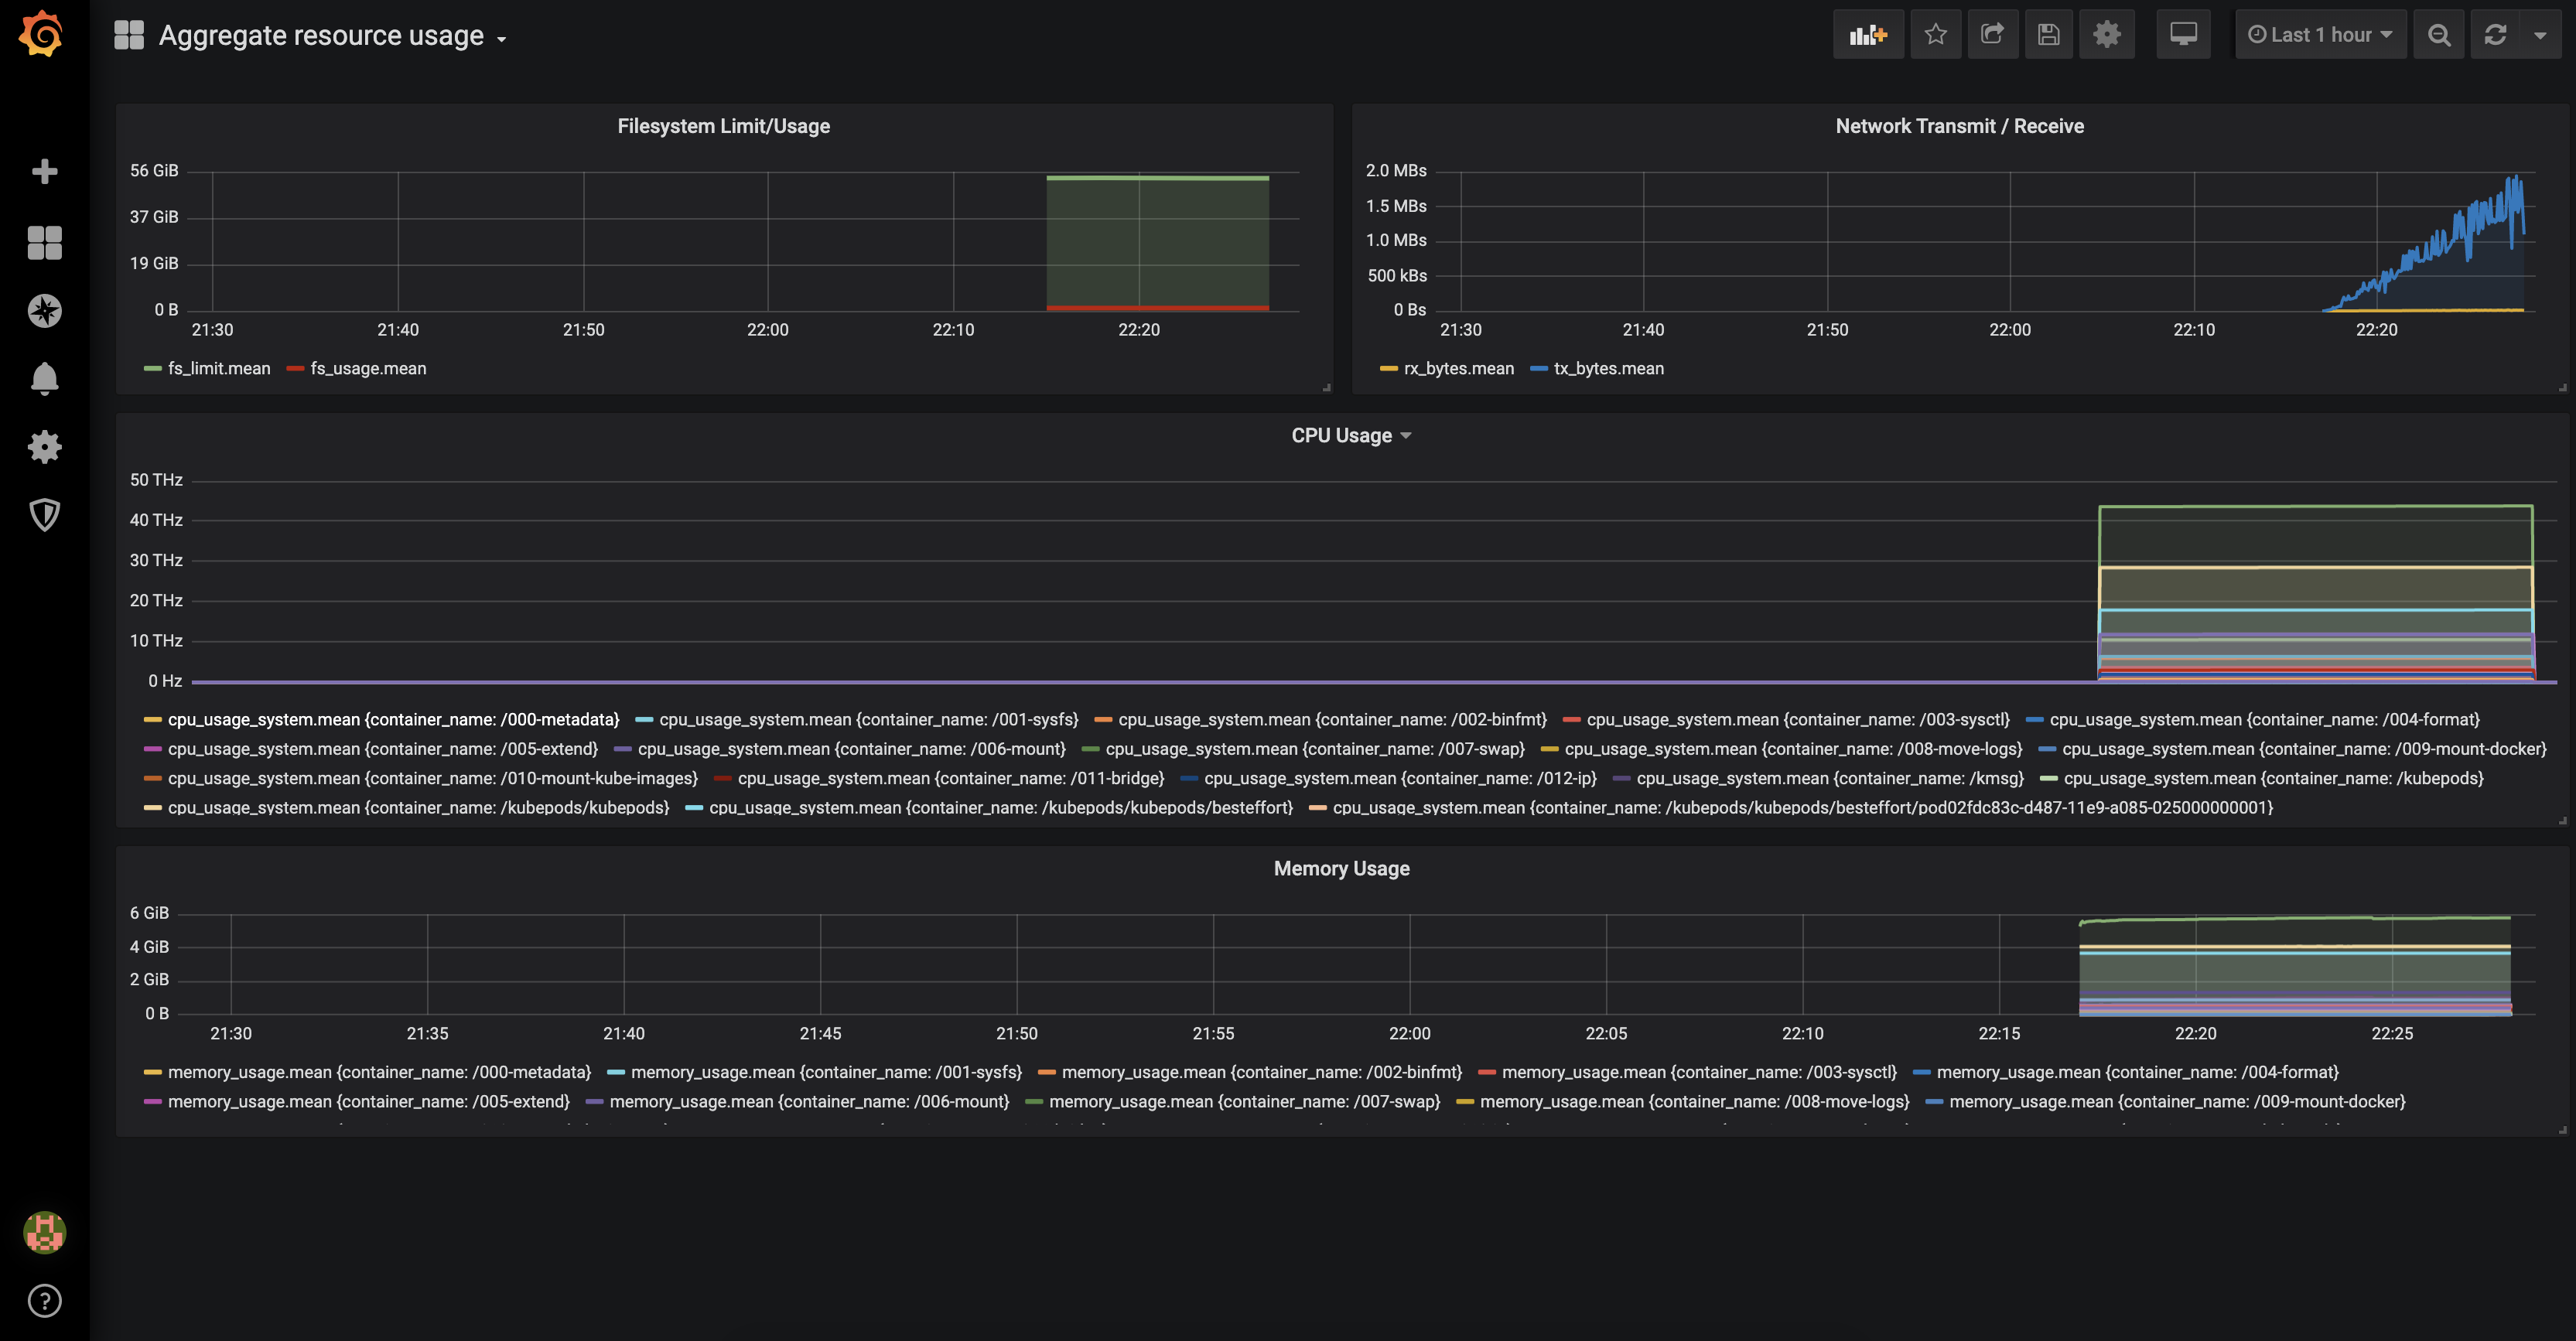 Aggregate resource usage
Last 1 hour
Filesystem Limit/Usage
56 GiB
37 GiB
19 GiB
0 B
21:30 21:40 21:50 22:00 22:10 22:20
fs_limit.mean fs_usage.mean
Network Transmit / Receive
2.0 MBs
1.5 MBs
1.0 MBs
500 kBs
0 Bs
21:30 21:40 21:50 22:00 22:10 22:20
rx_bytes.mean tx_bytes.mean
CPU Usage
50 THz
40 THz
30 THz
20 THz
10 THz
0 Hz
cpu_usage_system.mean {container_name: /000-metadata} cpu_usage_system.mean {container_name: /001-sysfs} cpu_usage_system.mean {container_name: /002-binfmt} cpu_usage_system.mean {container_name: /003-sysctl} cpu_usage_system.mean {container_name: /004-format}
cpu_usage_system.mean {container_name: /005-extend} cpu_usage_system.mean {container_name: /006-mount} cpu_usage_system.mean {container_name: /007-swap} cpu_usage_system.mean {container_name: /008-move-logs} cpu_usage_system.mean {container_name: /009-mount-docker}
cpu_usage_system.mean {container_name: /010-mount-kube-images} cpu_usage_system.mean {container_name: /011-bridge} cpu_usage_system.mean {container_name: /012-ip} cpu_usage_system.mean {container_name: /kmsg} cpu_usage_system.mean {container_name: /kubepods}
cpu_usage_system.mean {container_name: /kubepods/kubepods} cpu_usage_system.mean {container_name: /kubepods/kubepods/besteffort} cpu_usage_system.mean {container_name: /kubepods/kubepods/besteffort/pod02fdc83c-d487-11e9-a085-025000000001}
Memory Usage
6 GiB
4 GiB
2 GiB
0 B
21:30 21:35 21:40 21:45 21:50 21:55 22:00 22:05 22:10 22:15 22:20 22:25
memory_usage.mean {container_name: /000-metadata} memory_usage.mean {container_name: /001-sysfs} memory_usage.mean {container_name: /002-binfmt} memory_usage.mean {container_name: /003-sysctl} memory_usage.mean {container_name: /004-format}
memory_usage.mean {container_name: /005-extend} memory_usage.mean {container_name: /006-mount} memory_usage.mean {container_name: /007-swap} memory_usage.mean {container_name: /008-move-logs} memory_usage.mean {container_name: /009-mount-docker}